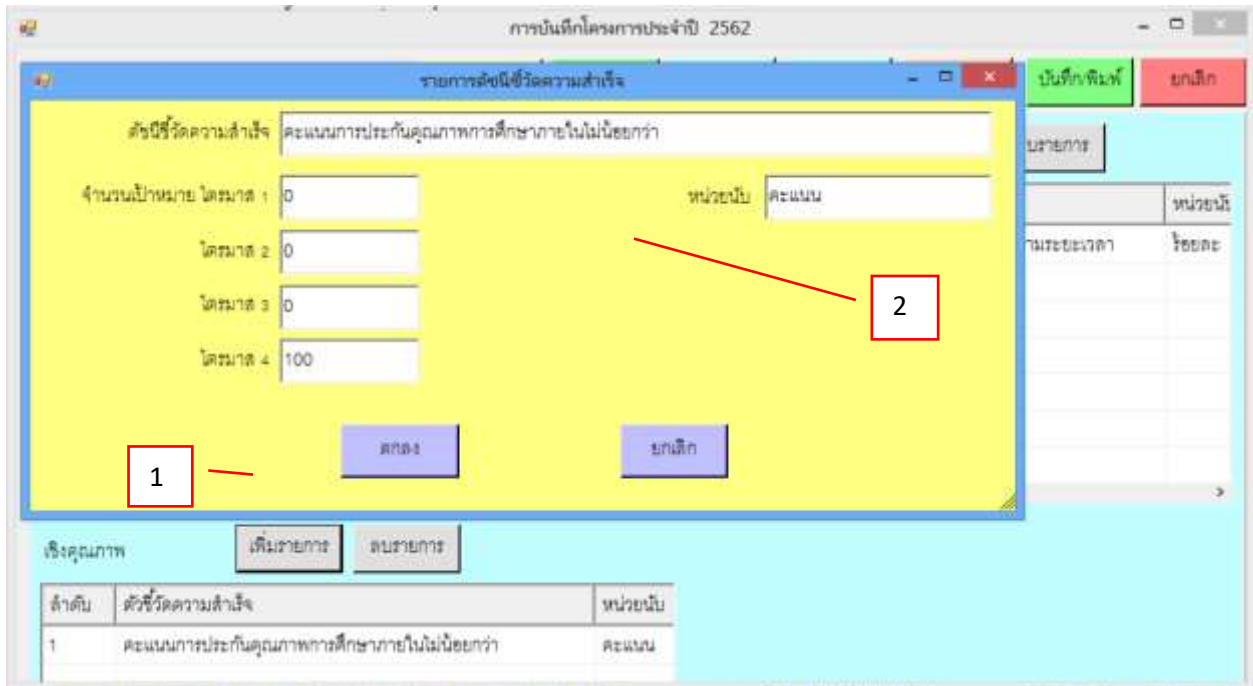 การบันทึกโครงการประจำปี 2562
บันทึก/พิมพ์ ยกเลิก
รายการดัชนีชี้วัดความสำเร็จ
ดัชนีชี้วัดความสำเร็จ คะแนนการประกันคุณภาพการศึกษาภายในไม่น้อยกว่า
บรายการ
จำนวนเป้าหมาย ไตรมาส 1 0 หน่วยนับ คะแนน
หน่วยนับ
ไตรมาส 2 0
ามระยะเวลา ร้อยละ
ไตรมาส 3 0
2
ไตรมาส 4 100
ตกลง ยกเลิก
1
เชิงคุณภาพ เพิ่มรายการ ลบรายการ
ลำดับ ตัวชี้วัดความสำเร็จ หน่วยนับ
1 คะแนนการประกันคุณภาพการศึกษาภายในไม่น้อยกว่า คะแนน